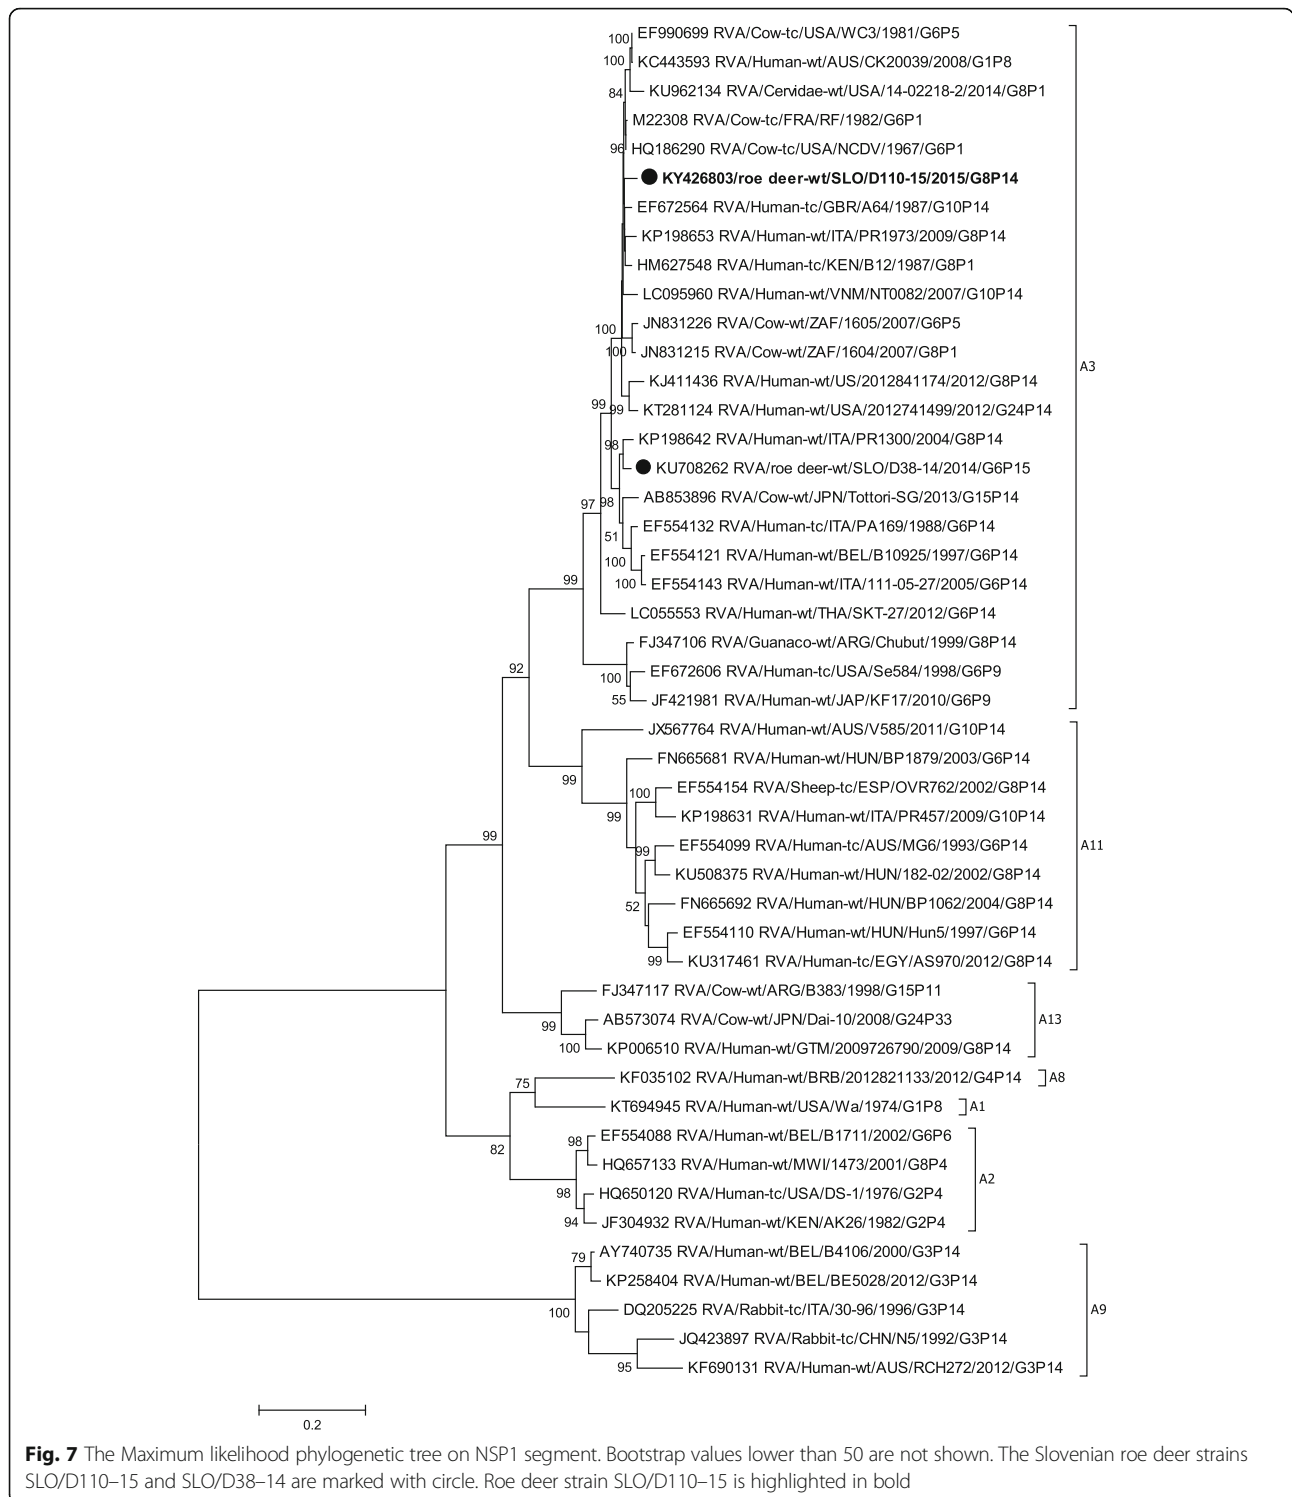 100 EF990699 RVA/Cow-tc/USA/WC3/1981/G6P5
100 KC443593 RVA/Human-wt/AUS/CK20039/2008/G1P8
84 KU962134 RVA/Cervidae-wt/USA/14-02218-2/2014/G8P1
M22308 RVA/Cow-tc/FRA/RF/1982/G6P1
96 HQ186290 RVA/Cow-tc/USA/NCDV/1967/G6P1
KY426803/roe deer-wt/SLO/D110-15/2015/G8P14
EF672564 RVA/Human-tc/GBR/A64/1987/G10P14
KP198653 RVA/Human-wt/ITA/PR1973/2009/G8P14
HM627548 RVA/Human-tc/KEN/B12/1987/G8P1
LC095960 RVA/Human-wt/VNM/NT0082/2007/G10P14
100 JN831226 RVA/Cow-wt/ZAF/1605/2007/G6P5
100 JN831215 RVA/Cow-wt/ZAF/1604/2007/G8P1
A3
KJ411436 RVA/Human-wt/US/2012841174/2012/G8P14
99 99 KT281124 RVA/Human-wt/USA/2012741499/2012/G24P14
98 KP198642 RVA/Human-wt/ITA/PR1300/2004/G8P14
KU708262 RVA/roe deer-wt/SLO/D38-14/2014/G6P15
97 98 AB853896 RVA/Cow-wt/JPN/Tottori-SG/2013/G15P14
51 EF554132 RVA/Human-tc/ITA/PA169/1988/G6P14
100 EF554121 RVA/Human-wt/BEL/B10925/1997/G6P14
99 100 EF554143 RVA/Human-wt/ITA/111-05-27/2005/G6P14
LC055553 RVA/Human-wt/THA/SKT-27/2012/G6P14
FJ347106 RVA/Guanaco-wt/ARG/Chubut/1999/G8P14
92 100 EF672606 RVA/Human-tc/USA/Se584/1998/G6P9
55 JF421981 RVA/Human-wt/JAP/KF17/2010/G6P9
JX567764 RVA/Human-wt/AUS/V585/2011/G10P14
FN665681 RVA/Human-wt/HUN/BP1879/2003/G6P14
99 100 EF554154 RVA/Sheep-tc/ESP/OVR762/2002/G8P14
99 KP198631 RVA/Human-wt/ITA/PR457/2009/G10P14
99 99 EF554099 RVA/Human-tc/AUS/MG6/1993/G6P14
A11
KU508375 RVA/Human-wt/HUN/182-02/2002/G8P14
52 FN665692 RVA/Human-wt/HUN/BP1062/2004/G8P14
EF554110 RVA/Human-wt/HUN/Hun5/1997/G6P14
99 KU317461 RVA/Human-tc/EGY/AS970/2012/G8P14
FJ347117 RVA/Cow-wt/ARG/B383/1998/G15P11
99 AB573074 RVA/Cow-wt/JPN/Dai-10/2008/G24P33
A13
100 KP006510 RVA/Human-wt/GTM/2009726790/2009/G8P14
75 KF035102 RVA/Human-wt/BRB/2012821133/2012/G4P14 A8
KT694945 RVA/Human-wt/USA/Wa/1974/G1P8 A1
82 98 EF554088 RVA/Human-wt/BEL/B1711/2002/G6P6
HQ657133 RVA/Human-wt/MWI/1473/2001/G8P4
A2
98 HQ650120 RVA/Human-tc/USA/DS-1/1976/G2P4
94 JF304932 RVA/Human-wt/KEN/AK26/1982/G2P4
79 AY740735 RVA/Human-wt/BEL/B4106/2000/G3P14
KP258404 RVA/Human-wt/BEL/BE5028/2012/G3P14
100 DQ205225 RVA/Rabbit-tc/ITA/30-96/1996/G3P14
A9
JQ423897 RVA/Rabbit-tc/CHN/N5/1992/G3P14
95 KF690131 RVA/Human-wt/AUS/RCH272/2012/G3P14
0.2
Fig. 7 The Maximum likelihood phylogenetic tree on NSP1 segment. Bootstrap values lower than 50 are not shown. The Slovenian roe deer strains
SLO/D110–15 and SLO/D38–14 are marked with circle. Roe deer strain SLO/D110–15 is highlighted in bold